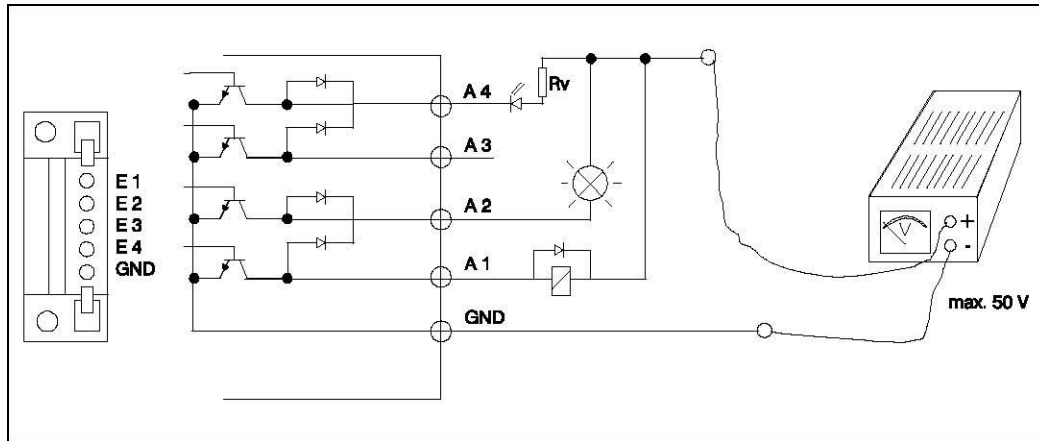 E 1
E 2
E 3
E 4
GND
A 4
Rv
A 3
A 2
A 1
GND
V
+
-
max. 50 V